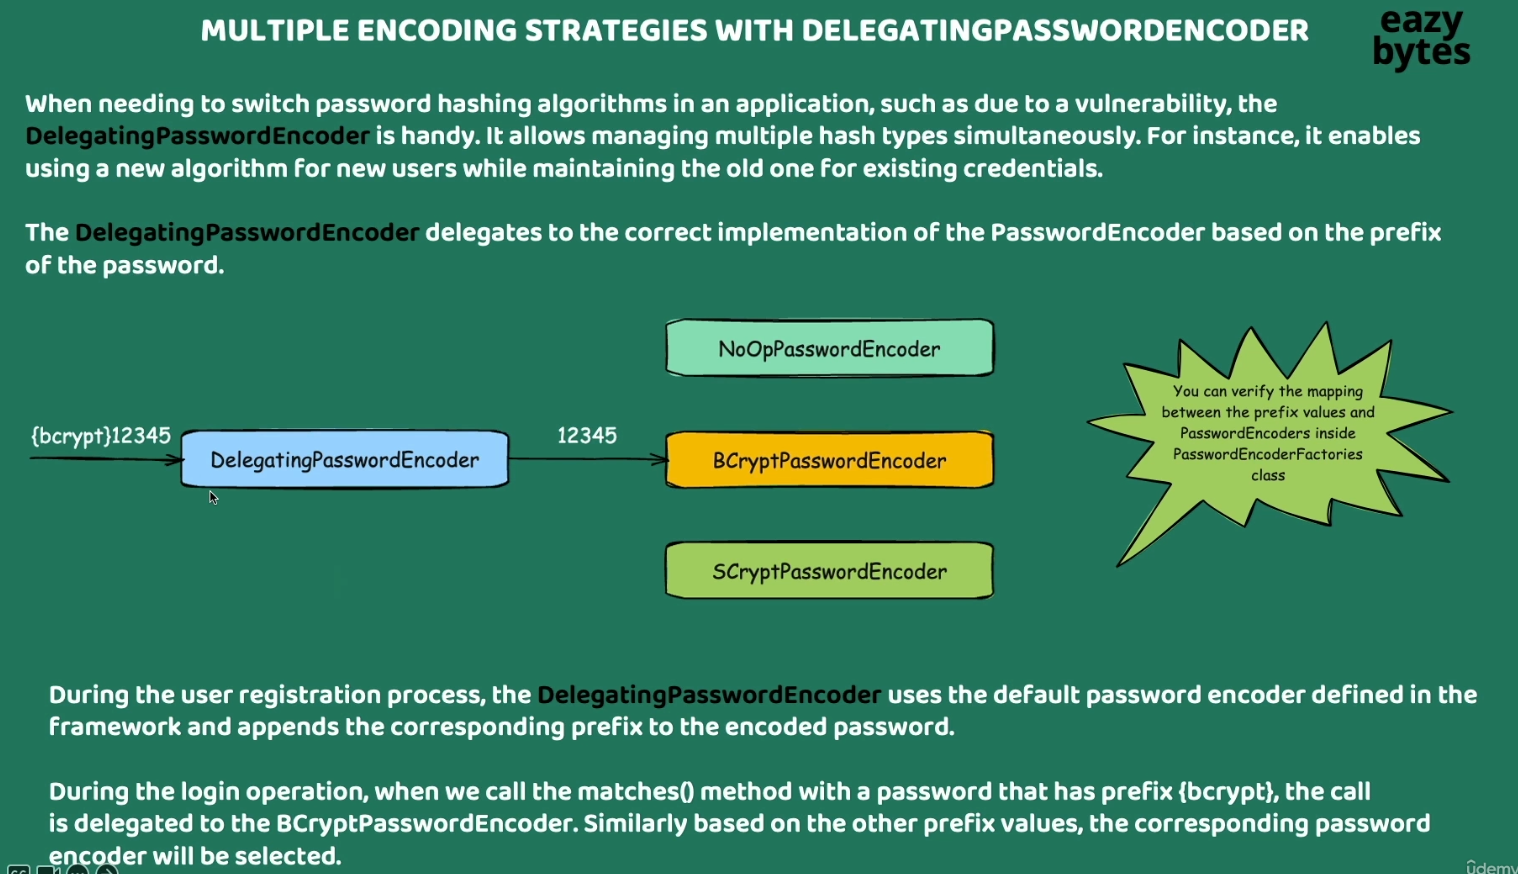 MULTIPLE ENCODING STRATEGIES WITH DELEGATINGPASSWORDENCODER
eazy
bytes
When needing to switch password hashing algorithms in an application, such as due to a vulnerability, the
DelegatingPasswordEncoder is handy. It allows managing multiple hash types simultaneously. For instance, it enables
using a new algorithm for new users while maintaining the old one for existing credentials.
The DelegatingPasswordEncoder delegates to the correct implementation of the PasswordEncoder based on the prefix
of the password.
NoOpPasswordEncoder
{bcrypt}12345
DelegatingPasswordEncoder
12345
BCryptPasswordEncoder
SCryptPasswordEncoder
You can verify the mapping
between the prefix values and
PasswordEncoders inside
PasswordEncoderFactories
class
During the user registration process, the DelegatingPasswordEncoder uses the default password encoder defined in the
framework and appends the corresponding prefix to the encoded password.
During the login operation, when we call the matches() method with a password that has prefix {bcrypt}, the call
is delegated to the BCryptPasswordEncoder. Similarly based on the other prefix values, the corresponding password
encoder will be selected.
ûdemy